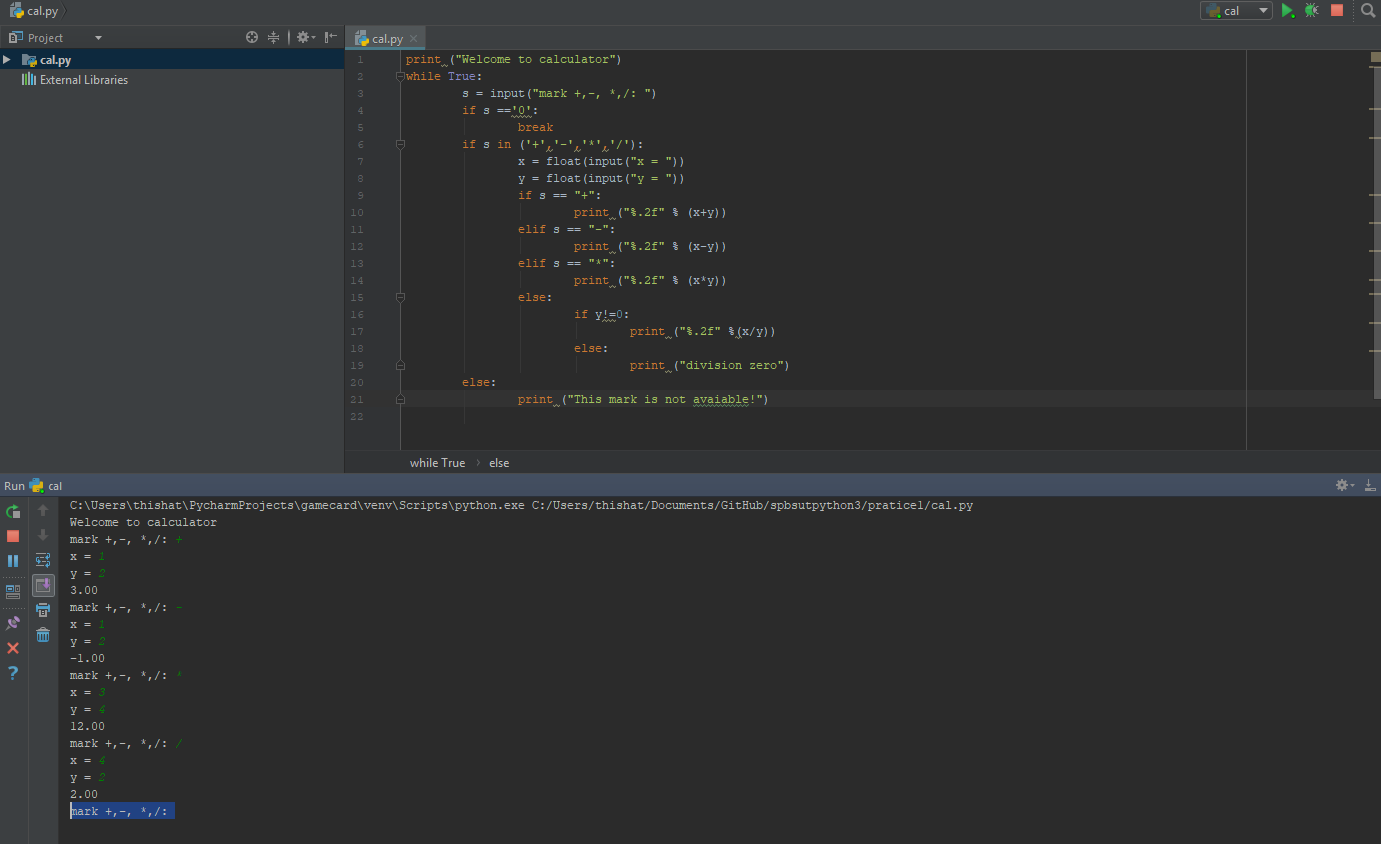 cal.py
cal
Project
cal.py
External Libraries
cal.py
1 print ("Welcome to calculator")
2 while True:
3 s = input("mark +,-, *,/: ")
4 if s =='0':
5 break
6 if s in ('+','-','*','/'):
7 x = float(input("x = "))
8 y = float(input("y = "))
9 if s == "+":
10 print ("%.2f" % (x+y))
11 elif s == "-":
12 print ("%.2f" % (x-y))
13 elif s == "*":
14 print ("%.2f" % (x*y))
15 else:
16 if y!=0:
17 print ("%.2f" %(x/y))
18 else:
19 print ("division zero")
20 else:
21 print ("This mark is not avaiable!")
22
while True > else
Run cal
C:\Users\thishat\PycharmProjects\gamecard\venv\Scripts\python.exe C:/Users/thishat/Documents/GitHub/spbsutpython3/pratice1/cal.py
Welcome to calculator
mark +,-, *,/: +
x = 1
y = 2
3.00
mark +,-, *,/: -
x = 1
y = 2
-1.00
mark +,-, *,/: *
x = 3
y = 4
12.00
mark +,-, *,/: /
x = 4
y = 2
2.00
mark +,-, *,/: